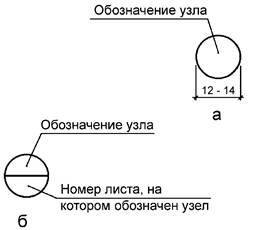 Обозначение узла
12 - 14
а
Обозначение узла
Номер листа, на
котором обозначен узел
б